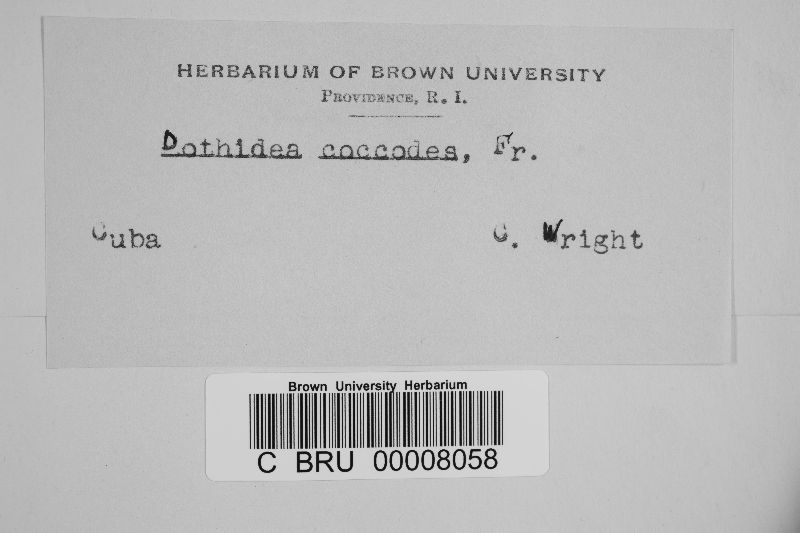 HERBARIUM OF BROWN UNIVERSITY
PROVIDENCE, R. I.
Dothidea coccodes, Fr.
Cuba C. Wright
Brown University Herbarium
C BRU 00008058